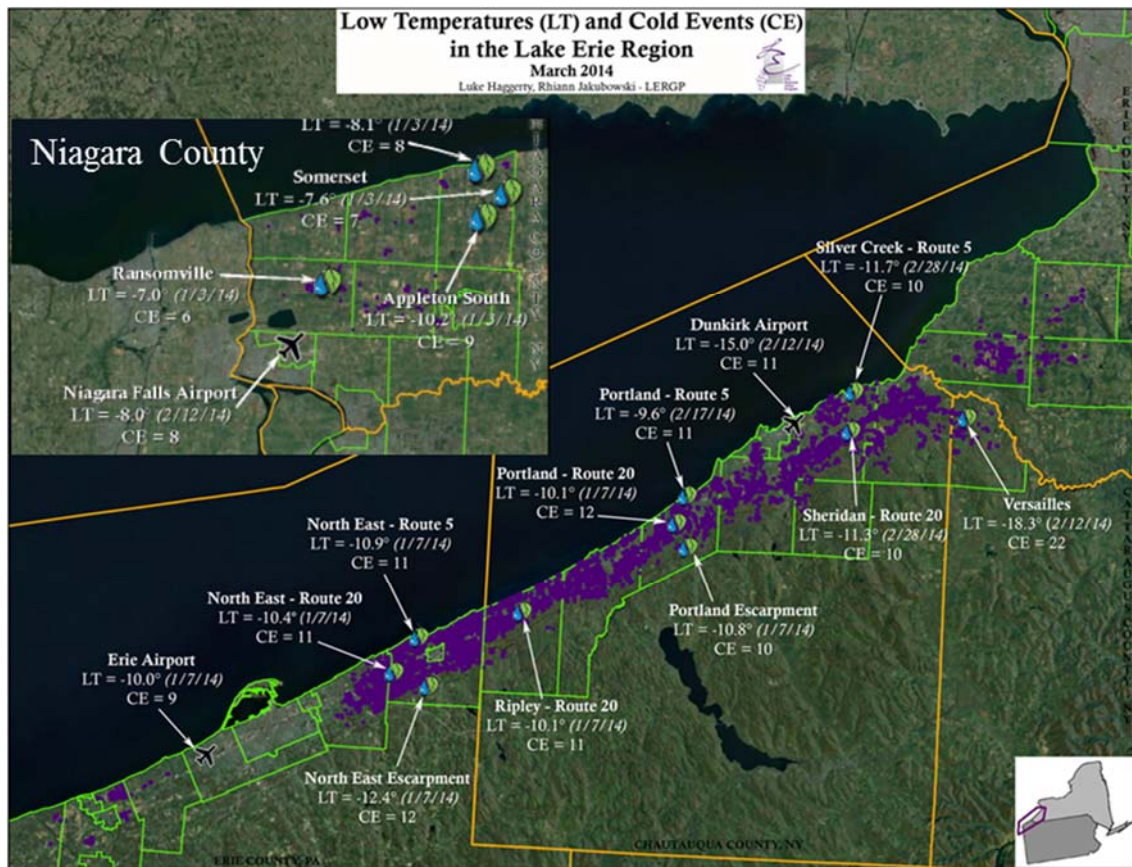 Low Temperatures (LT) and Cold Events (CE)
in the Lake Erie Region
March 2014
Luke Haggerty, Rhiann Jakubowski - LERGP
Niagara County
LT = -8.1° (1/3/14)
CE = 8
Somerset
LT = -7.6° (1/3/14)
CE = 7
Ransomville
LT = -7.0° (1/3/14)
CE = 6
Appleton South
LT = -10.2° (1/3/14)
CE = 9
Niagara Falls Airport
LT = -8.0° (2/12/14)
CE = 8
Silver Creek - Route 5
LT = -11.7° (2/28/14)
CE = 10
Dunkirk Airport
LT = -15.0° (2/12/14)
CE = 11
Portland - Route 5
LT = -9.6° (2/17/14)
CE = 11
Portland - Route 20
LT = -10.1° (1/7/14)
CE = 12
North East - Route 5
LT = -10.9° (1/7/14)
CE = 11
North East - Route 20
LT = -10.4° (1/7/14)
CE = 11
Erie Airport
LT = -10.0° (1/7/14)
CE = 9
Sheridan - Route 20
LT = -11.3° (2/28/14)
CE = 10
Versailles
LT = -18.3° (2/12/14)
CE = 22
Portland Escarpment
LT = -10.8° (1/7/14)
CE = 10
Ripley - Route 20
LT = -10.1° (1/7/14)
CE = 11
North East Escarpment
LT = -12.4° (1/7/14)
CE = 12
ERIE COUNTY, PA
CHAUTAUQUA COUNTY, NY
ERIE COUNTY, NY